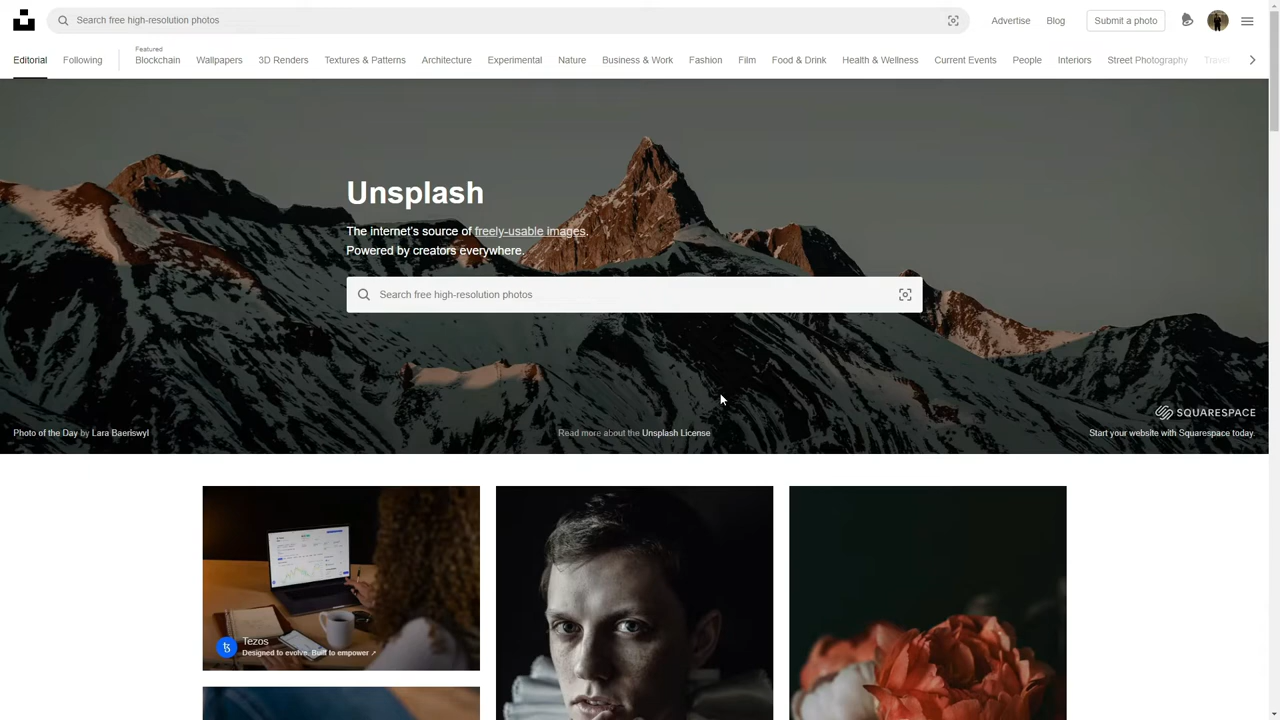 Search free high-resolution photos
Advertise
Blog
Submit a photo
Editorial
Following
Featured
Blockchain
Wallpapers
3D Renders
Textures & Patterns
Architecture
Experimental
Nature
Business & Work
Fashion
Film
Food & Drink
Health & Wellness
Current Events
People
Interiors
Street Photography
Travel
Unsplash
The internet's source of freely-usable images.
Powered by creators everywhere.
Search free high-resolution photos
SQUARESPACE
Photo of the Day by Lara Baeriswyl
Read more about the Unsplash License
Start your website with Squarespace today.
Tezos
Designed to evolve. Built to empower ↗